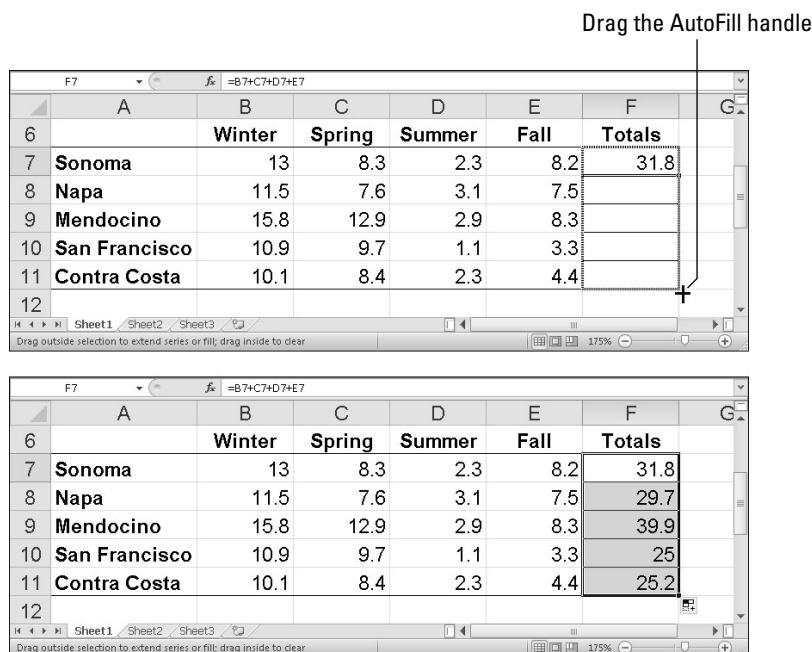 Drag the AutoFill handle
F7 fx =B7+C7+D7+E7
A B C D E F G
6 Winter Spring Summer Fall Totals
7 Sonoma 13 8.3 2.3 8.2 31.8
8 Napa 11.5 7.6 3.1 7.5
9 Mendocino 15.8 12.9 2.9 8.3
10 San Francisco 10.9 9.7 1.1 3.3
11 Contra Costa 10.1 8.4 2.3 4.4
12
Sheet1 Sheet2 Sheet3
Drag outside selection to extend series or fill; drag inside to clear 175%
F7 fx =B7+C7+D7+E7
A B C D E F G
6 Winter Spring Summer Fall Totals
7 Sonoma 13 8.3 2.3 8.2 31.8
8 Napa 11.5 7.6 3.1 7.5 29.7
9 Mendocino 15.8 12.9 2.9 8.3 39.9
10 San Francisco 10.9 9.7 1.1 3.3 25
11 Contra Costa 10.1 8.4 2.3 4.4 25.2
12
Sheet1 Sheet2 Sheet3
Drag outside selection to extend series or fill; drag inside to clear 175%